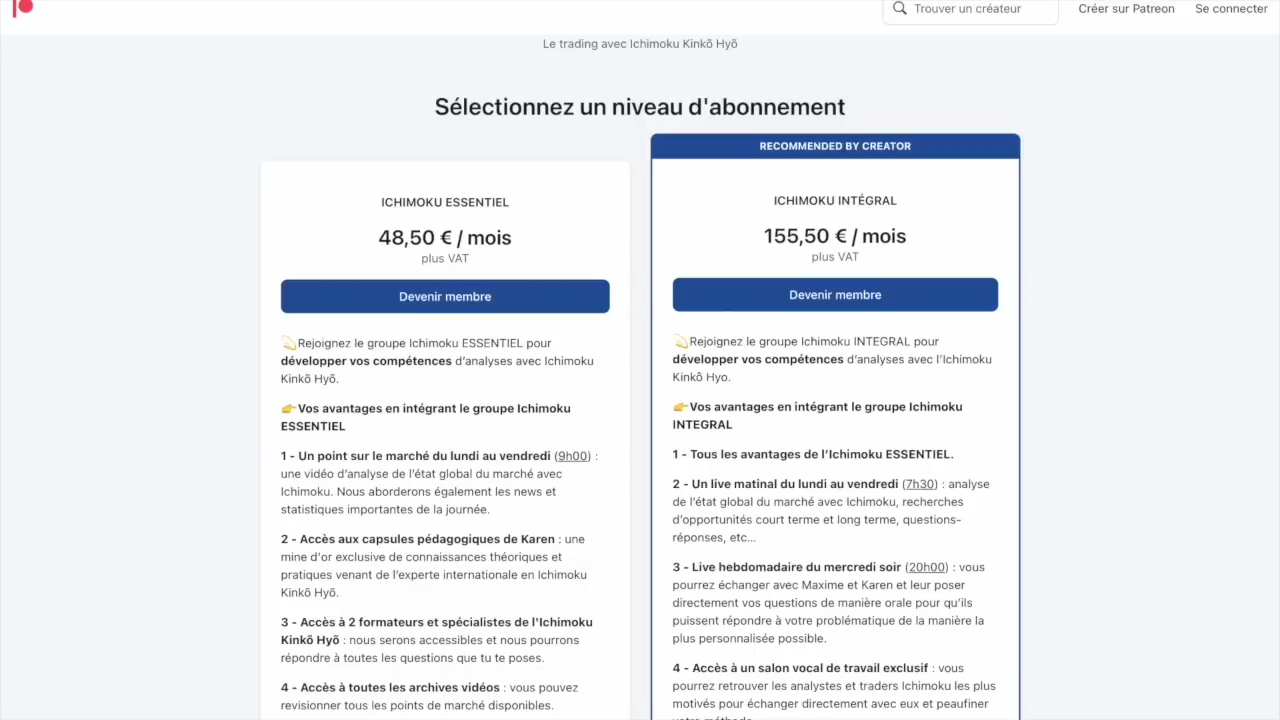 Trouver un créateur
Créer sur Patreon
Se connecter
Le trading avec Ichimoku Kinkō Hyō
Sélectionnez un niveau d'abonnement
ICHIMOKU ESSENTIEL
48,50 € / mois
plus VAT
Devenir membre
💫Rejoignez le groupe Ichimoku ESSENTIEL pour
développer vos compétences d'analyses avec Ichimoku
Kinkō Hyō.
👉Vos avantages en intégrant le groupe Ichimoku
ESSENTIEL
1 - Un point sur le marché du lundi au vendredi (9h00) :
une vidéo d'analyse de l'état global du marché avec
Ichimoku. Nous aborderons également les news et
statistiques importantes de la journée.
2 - Accès aux capsules pédagogiques de Karen : une
mine d'or exclusive de connaissances théoriques et
pratiques venant de l'experte internationale en Ichimoku
Kinkō Hyō.
3 - Accès à 2 formateurs et spécialistes de l'Ichimoku
Kinkō Hyō : nous serons accessibles et nous pourrons
répondre à toutes les questions que tu te poses.
4 - Accès à toutes les archives vidéos : vous pouvez
revisionner tous les points de marché disponibles.
RECOMMENDED BY CREATOR
ICHIMOKU INTÉGRAL
155,50 € / mois
plus VAT
Devenir membre
💫Rejoignez le groupe Ichimoku INTEGRAL pour
développer vos compétences d'analyses avec l'Ichimoku
Kinkō Hyo.
👉Vos avantages en intégrant le groupe Ichimoku
INTEGRAL
1 - Tous les avantages de l'Ichimoku ESSENTIEL.
2 - Un live matinal du lundi au vendredi (7h30) : analyse
de l'état global du marché avec Ichimoku, recherches
d'opportunités court terme et long terme, questions-
réponses, etc...
3 - Live hebdomadaire du mercredi soir (20h00) : vous
pourrez échanger avec Maxime et Karen et leur poser
directement vos questions de manière orale pour qu'ils
puissent répondre à votre problématique de la manière la
plus personnalisée possible.
4 - Accès à un salon vocal de travail exclusif : vous
pourrez retrouver les analystes et traders Ichimoku les plus
motivés pour échanger directement avec eux et peaufiner
votre méthode.